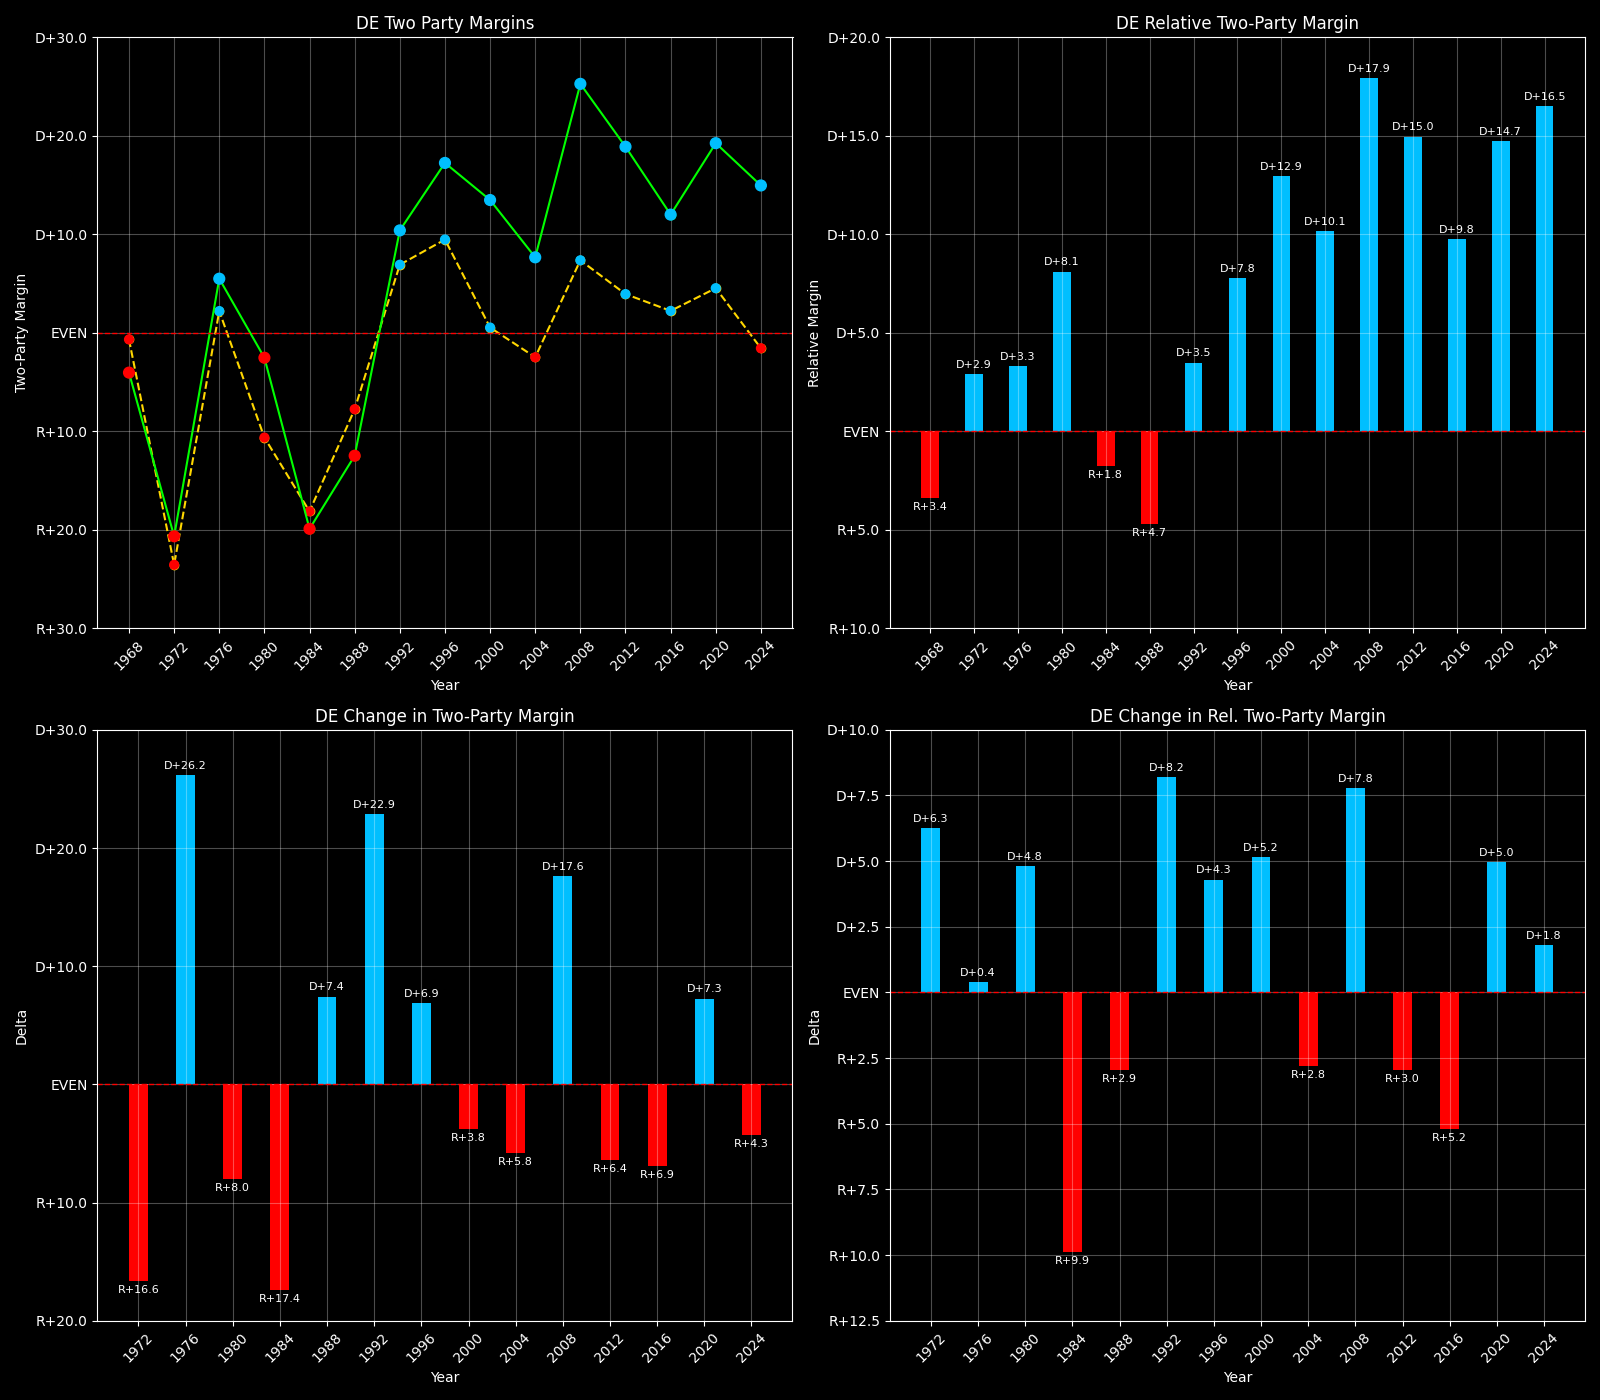 DE Two Party Margins
D+30.0
D+20.0
D+10.0
EVEN
R+10.0
R+20.0
R+30.0
Two-Party Margin
1968
1972
1976
1980
1984
1988
1992
1996
2000
2004
2008
2012
2016
2020
2024
Year
DE Relative Two-Party Margin
D+20.0
D+15.0
D+10.0
D+5.0
EVEN
R+5.0
R+10.0
Relative Margin
R+3.4
D+2.9
D+3.3
D+8.1
R+1.8
R+4.7
D+3.5
D+7.8
D+12.9
D+10.1
D+17.9
D+15.0
D+9.8
D+14.7
D+16.5
1968
1972
1976
1980
1984
1988
1992
1996
2000
2004
2008
2012
2016
2020
2024
Year
DE Change in Two-Party Margin
D+30.0
D+20.0
D+10.0
EVEN
R+10.0
R+20.0
Delta
R+16.6
D+26.2
R+8.0
R+17.4
D+7.4
D+22.9
D+6.9
R+3.8
R+5.8
D+17.6
R+6.4
R+6.9
D+7.3
R+4.3
1972
1976
1980
1984
1988
1992
1996
2000
2004
2008
2012
2016
2020
2024
Year
DE Change in Rel. Two-Party Margin
D+10.0
D+7.5
D+5.0
D+2.5
EVEN
R+2.5
R+5.0
R+7.5
R+10.0
R+12.5
Delta
D+6.3
D+0.4
D+4.8
R+9.9
R+2.9
D+8.2
D+4.3
D+5.2
R+2.8
D+7.8
R+3.0
R+5.2
D+5.0
D+1.8
1972
1976
1980
1984
1988
1992
1996
2000
2004
2008
2012
2016
2020
2024
Year